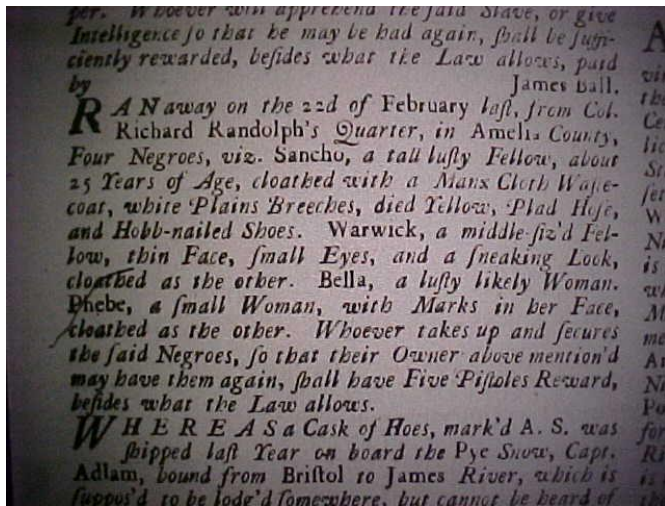 per. Whoever will apprehend the ſaid Slave, or give
Intelligence ſo that he may be had again, ſhall be ſuffi-
ciently rewarded, beſides what the Law allows, paid
by James Ball.
RAN away on the 22d of February laſt, from Col.
Richard Randolph's Quarter, in Amelia County,
Four Negroes, viz. Sancho, a tall luſty Fellow, about
25 Years of Age, cloathed with a Manx Cloth Waſte-
coat, white Plains Breeches, died Yellow, Plad Hoſe,
and Hobb-nailed Shoes. Warwick, a middle-ſiz'd Fel-
low, thin Face, ſmall Eyes, and a ſneaking Look,
cloathed as the other. Bella, a luſty likely Woman.
Phebe, a ſmall Woman, with Marks in her Face,
cloathed as the other. Whoever takes up and ſecures
the ſaid Negroes, ſo that their Owner above mention'd
may have them again, ſhall have Five Piſtoles Reward,
beſides what the Law allows.
WHEREAS a Cask of Hoes, mark'd A. S. was
ſhipped laſt Year on board the Pye Snow, Capt.
Adlam, bound from Briſtol to James River, which is
ſuppos'd to be lodg'd ſomewhere, but cannot be heard of